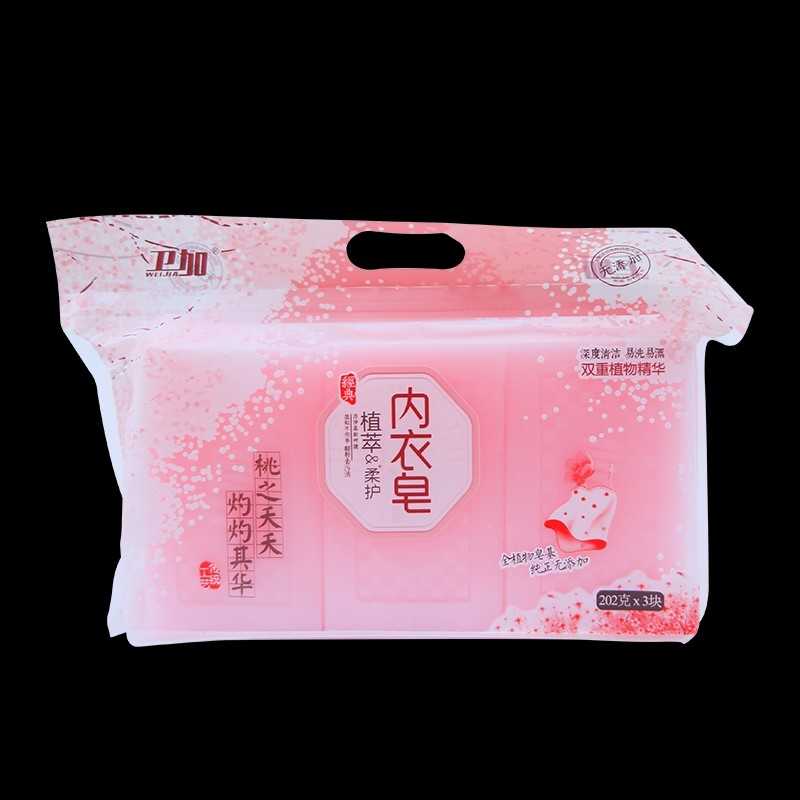 卫加®
WEIJIA
无添加
深度清洁 易洗易漂
双重植物精华
經典
内衣皂
植萃&柔护
桃之夭夭
灼灼其华
全植物皂基
纯正无添加
202克x3块